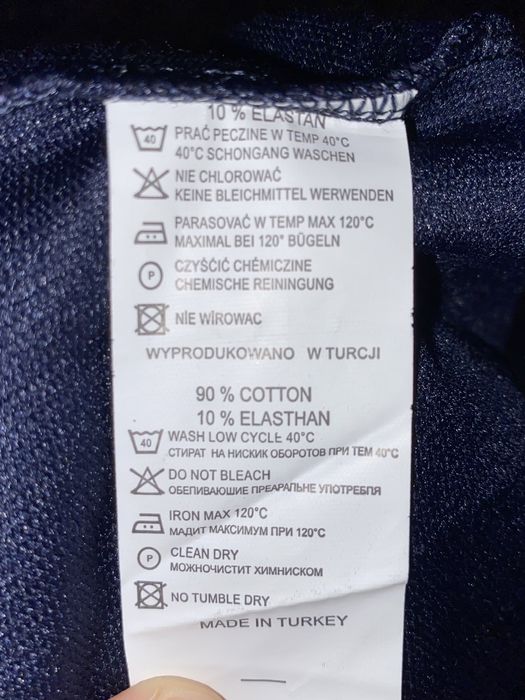 10 % ELASTAN
40
PRAĆ PECZINE W TEMP 40°C
40°C SCHONGANG WASCHEN
NIE CHLOROWAĆ
KEINE BLEICHMITTEL WERWENDEN
PARASOVAĆ W TEMP MAX 120°C
MAXIMAL BEI 120° BÜGELN
P
CZYŚCIĆ CHÉMICZINE
CHEMISCHE REINIGUNG
NIE WIROWAC
WYPRODUKOWANO W TURCJI
90 % COTTON
10 % ELASTHAN
40
WASH LOW CYCLE 40°C
СТИРАТ НА НИСКИК ОБОРОТОВ ПРИ ТЕМ 40°C
DO NOT BLEACH
ОБЕПИВАЮШИЕ ПРЕАРАЛЬНЕ УПОТРЕБЛЯ
IRON MAX 120°C
МАДИТ МАКСИМУМ ПРИ 120°C
P
CLEAN DRY
МОЖНОЧИСТИТ ХИМНИСКОМ
NO TUMBLE DRY
MADE IN TURKEY